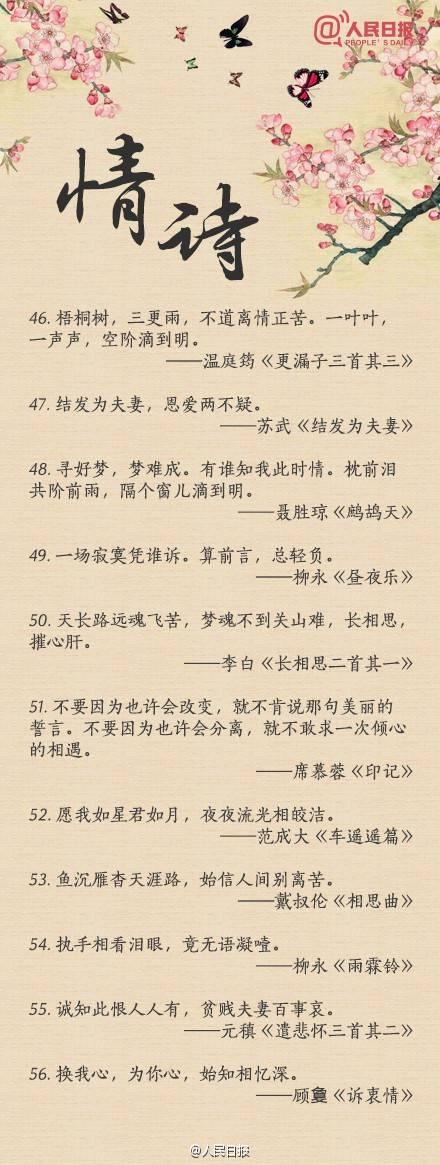 @人民日报
PEOPLE'S DAILY
情诗
46. 梧桐树，三更雨，不道离情正苦。一叶叶，
一声声，空阶滴到明。
——温庭筠《更漏子三首其三》
47. 结发为夫妻，恩爱两不疑。
——苏武《结发为夫妻》
48. 寻好梦，梦难成。有谁知我此时情。枕前泪
共阶前雨，隔个窗儿滴到明。
——聂胜琼《鹧鸪天》
49. 一场寂寞凭谁诉。算前言，总轻负。
——柳永《昼夜乐》
50. 天长路远魂飞苦，梦魂不到关山难，长相思，
摧心肝。
——李白《长相思二首其一》
51. 不要因为也许会改变，就不肯说那句美丽的
誓言。不要因为也许会分离，就不敢求一次倾心
的相遇。
——席慕蓉《印记》
52. 愿我如星君如月，夜夜流光相皎洁。
——范成大《车遥遥篇》
53. 鱼沉雁杳天涯路，始信人间别离苦。
——戴叔伦《相思曲》
54. 执手相看泪眼，竟无语凝噎。
——柳永《雨霖铃》
55. 诚知此恨人人有，贫贱夫妻百事哀。
——元稹《遣悲怀三首其二》
56. 换我心，为你心，始知相忆深。
——顾敻《诉衷情》
@人民日报